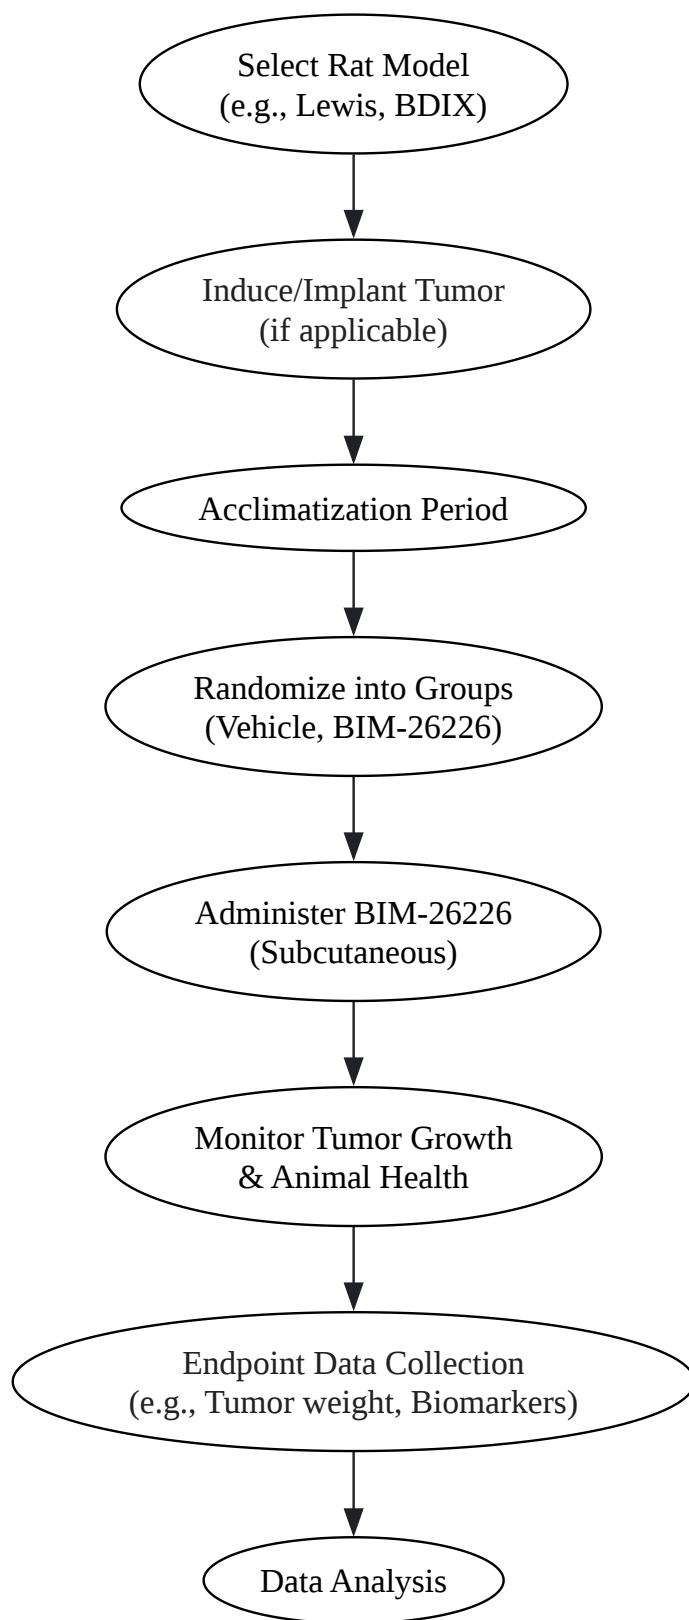 Select Rat Model
(e.g., Lewis, BDIX)
Induce/Implant Tumor
(if applicable)
Acclimatization Period
Randomize into Groups
(Vehicle, BIM-26226)
Administer BIM-26226
(Subcutaneous)
Monitor Tumor Growth
& Animal Health
Endpoint Data Collection
(e.g., Tumor weight, Biomarkers)
Data Analysis